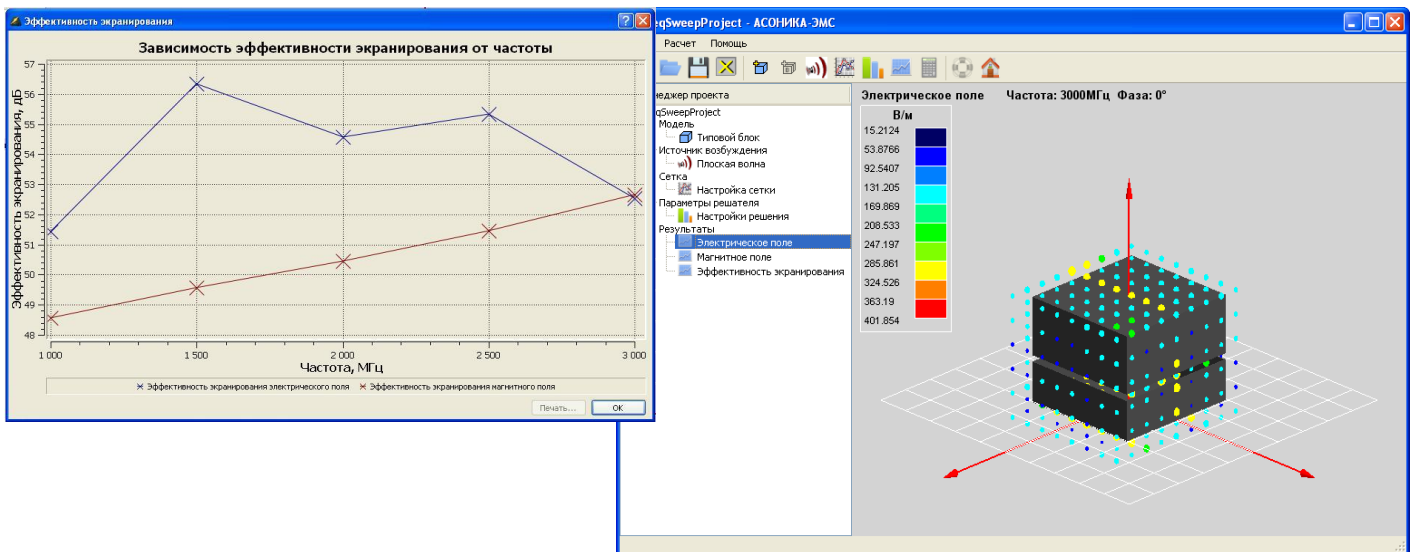 Эффективность экранирования
Зависимость эффективности экранирования от частоты
Эффективность экранирования, дБ
57
56
55
54
53
52
51
50
49
48
1 000
1 500
2 000
2 500
3 000
Частота, МГц
Эффективность экранирования электрического поля
Эффективность экранирования магнитного поля
Печать...
OK
eqSweepProject - АСОНИКА-ЭМС
Расчет Помощь
неджер проекта
qSweepProject
Модель
Типовой блок
Источник возбуждения
Плоская волна
Сетка
Настройка сетки
Параметры решателя
Настройки решения
Результаты
Электрическое поле
Магнитное поле
Эффективность экранирования
Электрическое поле Частота: 3000МГц Фаза: 0°
В/м
15.2124
53.8766
92.5407
131.205
169.869
208.533
247.197
285.861
324.526
363.19
401.854